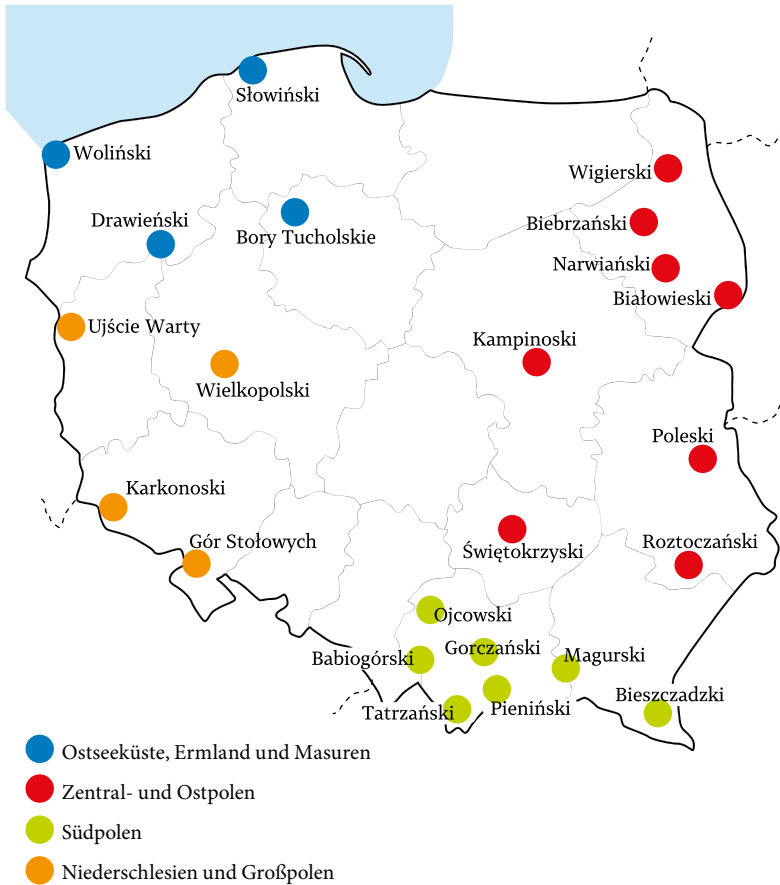 Słowiński
Woliński
Wigierski
Drawieński
Biebrzański
Bory Tucholskie
Narwiański
Białowieski
Ujście Warty
Kampinoski
Wielkopolski
Poleski
Karkonoski
Gór Stołowych
Roztoczański
Świętokrzyski
Ojcowski
Gorczański
Magurski
Babiogórski
Bieszczadzki
Pieniński
Tatrzański
Ostseeküste, Ermland und Masuren
Zentral- und Ostpolen
Südpolen
Niederschlesien und Großpolen